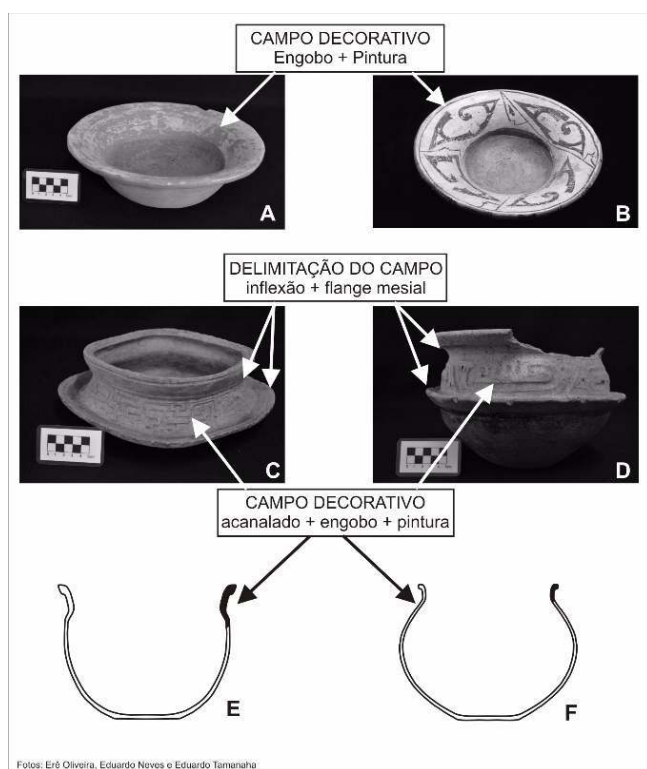 CAMPO DECORATIVO
Engobo + Pintura
A
B
DELIMITAÇÃO DO CAMPO
inflexão + flange mesial
C
D
CAMPO DECORATIVO
acanalado + engobo + pintura
E
F
Fotos: Erê Oliveira, Eduardo Neves e Eduardo Tamanaha